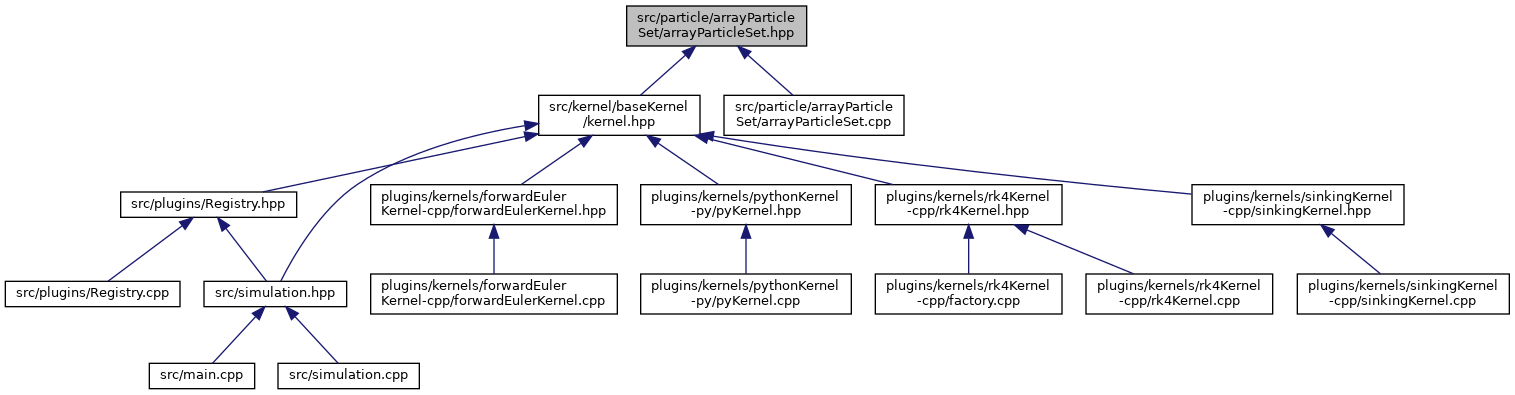 src/particle/arrayParticle
Set/arrayParticleSet.hpp
src/kernel/baseKernel
/kernel.hpp
src/particle/arrayParticle
Set/arrayParticleSet.cpp
src/plugins/Registry.hpp
plugins/kernels/forwardEuler
Kernel-cpp/forwardEulerKernel.hpp
plugins/kernels/pythonKernel
-py/pyKernel.hpp
plugins/kernels/rk4Kernel
-cpp/rk4Kernel.hpp
plugins/kernels/sinkingKernel
-cpp/sinkingKernel.hpp
src/plugins/Registry.cpp
src/simulation.hpp
plugins/kernels/forwardEuler
Kernel-cpp/forwardEulerKernel.cpp
plugins/kernels/pythonKernel
-py/pyKernel.cpp
plugins/kernels/rk4Kernel
-cpp/factory.cpp
plugins/kernels/rk4Kernel
-cpp/rk4Kernel.cpp
plugins/kernels/sinkingKernel
-cpp/sinkingKernel.cpp
src/main.cpp
src/simulation.cpp